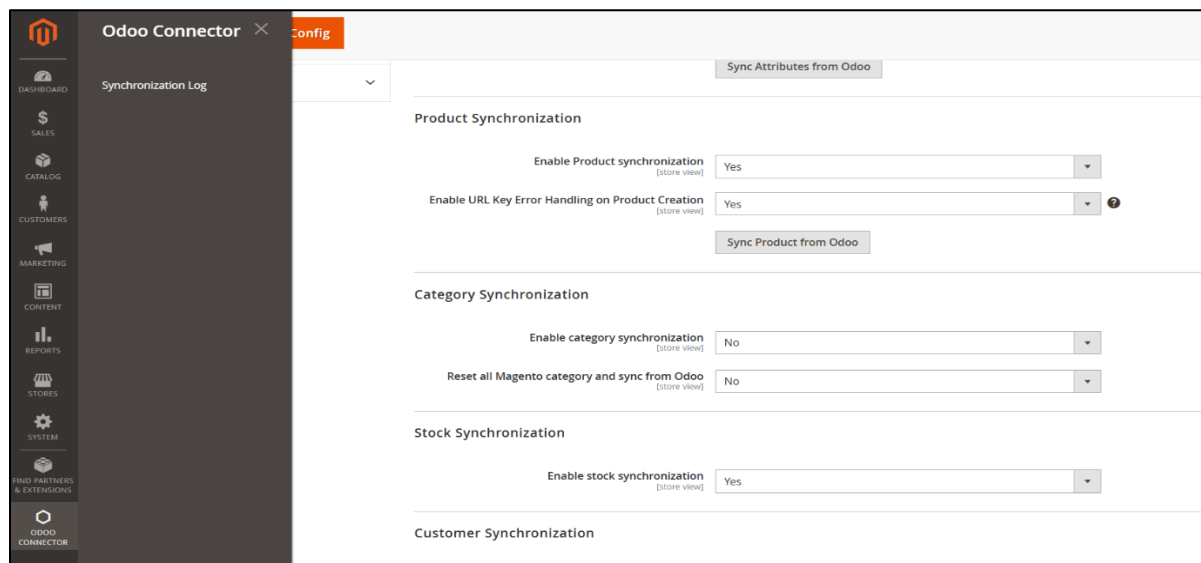 DASHBOARD
SALES
CATALOG
CUSTOMERS
MARKETING
CONTENT
REPORTS
STORES
SYSTEM
FIND PARTNERS
& EXTENSIONS
ODOO
CONNECTOR
Odoo Connector
Synchronization Log
Config
Sync Attributes from Odoo
Product Synchronization
Enable Product synchronization
[store view]
Yes
Enable URL Key Error Handling on Product Creation
[store view]
Yes
?
Sync Product from Odoo
Category Synchronization
Enable category synchronization
[store view]
No
Reset all Magento category and sync from Odoo
[store view]
No
Stock Synchronization
Enable stock synchronization
[store view]
Yes
Customer Synchronization